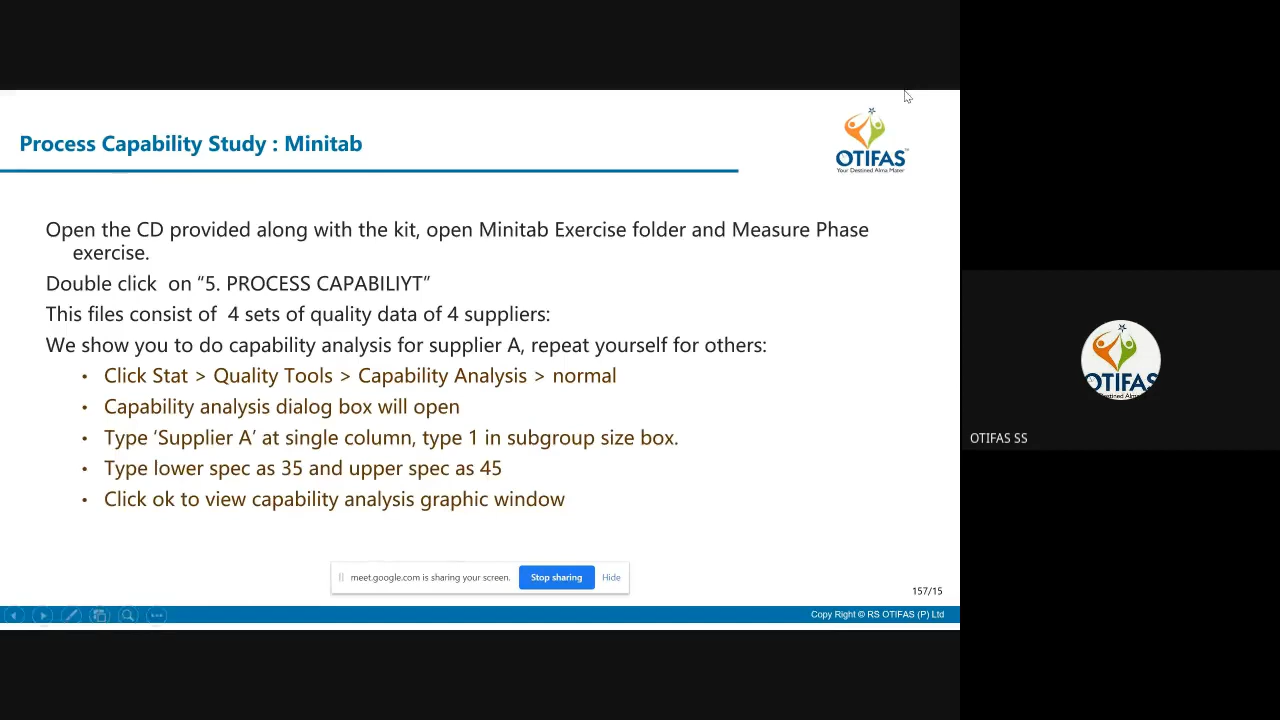 Process Capability Study : Minitab
OTIFAS
Your Destined Alma Mater
Open the CD provided along with the kit, open Minitab Exercise folder and Measure Phase
exercise.
Double click on “5. PROCESS CAPABILIYT”
This files consist of 4 sets of quality data of 4 suppliers:
We show you to do capability analysis for supplier A, repeat yourself for others:
• Click Stat > Quality Tools > Capability Analysis > normal
• Capability analysis dialog box will open
• Type ‘Supplier A’ at single column, type 1 in subgroup size box.
• Type lower spec as 35 and upper spec as 45
• Click ok to view capability analysis graphic window
meet.google.com is sharing your screen.
Stop sharing
Hide
157/15
Copy Right © RS OTIFAS (P) Ltd
OTIFAS
OTIFAS SS